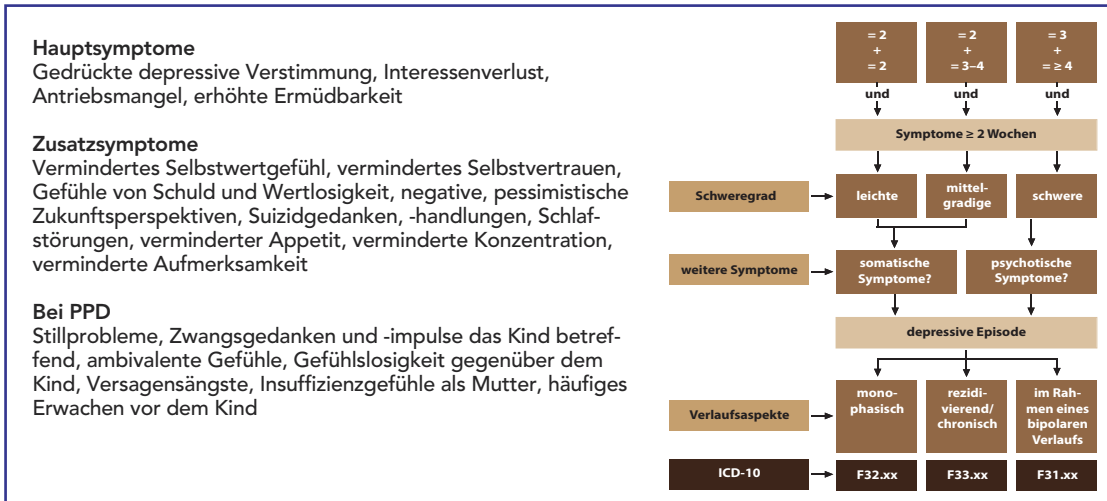 Hauptsymptome
Gedrückte depressive Verstimmung, Interessenverlust,
Antriebsmangel, erhöhte Ermüdbarkeit
Zusatzsymptome
Vermindertes Selbstwertgefühl, vermindertes Selbstvertrauen,
Gefühle von Schuld und Wertlosigkeit, negative, pessimistische
Zukunftsperspektiven, Suizidgedanken, -handlungen, Schlaf-
störungen, verminderter Appetit, verminderte Konzentration,
verminderte Aufmerksamkeit
Bei PPD
Stillprobleme, Zwangsgedanken und -impulse das Kind betref-
fend, ambivalente Gefühle, Gefühlslosigkeit gegenüber dem
Kind, Versagensängste, Insuffizienzgefühle als Mutter, häufiges
Erwachen vor dem Kind
= 2
+
= 2
= 2
+
= 3–4
= 3
+
= ≥ 4
und
und
und
Symptome ≥ 2 Wochen
Schweregrad
leichte
mittel-
gradige
schwere
weitere Symptome
somatische
Symptome?
psychotische
Symptome?
depressive Episode
Verlaufsaspekte
mono-
phasisch
rezidi-
vierend/
chronisch
im Rah-
men eines
bipolaren
Verlaufs
ICD-10
F32.xx
F33.xx
F31.xx